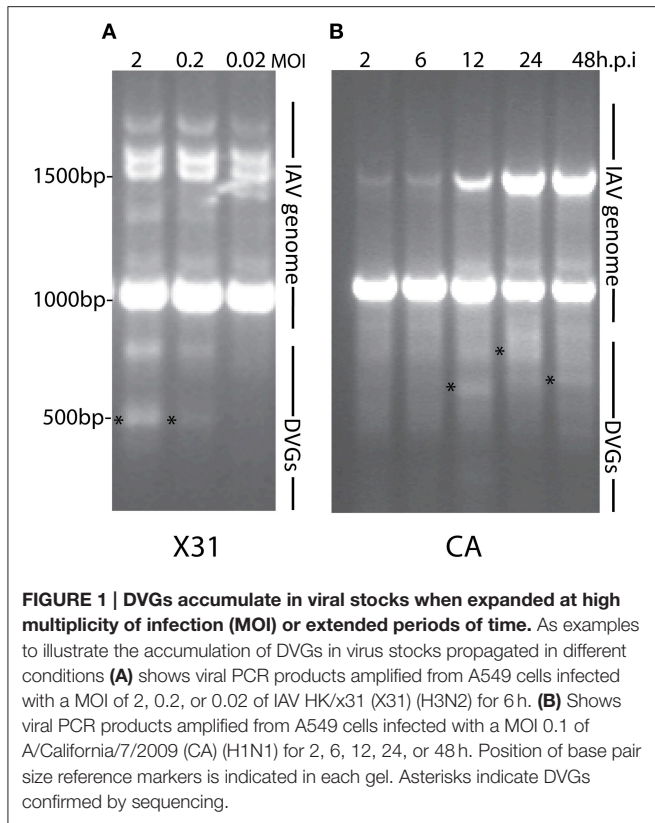 A
B
2 0.2 0.02 MOI
2 6 12 24 48h.p.i
1500bp-
1000bp-
500bp-
*
*
IAV genome
DVGs
*
*
*
IAV genome
DVGs
X31
CA
FIGURE 1 | DVGs accumulate in viral stocks when expanded at high
multiplicity of infection (MOI) or extended periods of time. As examples
to illustrate the accumulation of DVGs in virus stocks propagated in different
conditions (A) shows viral PCR products amplified from A549 cells infected
with a MOI of 2, 0.2, or 0.02 of IAV HK/x31 (X31) (H3N2) for 6 h. (B) Shows
viral PCR products amplified from A549 cells infected with a MOI 0.1 of
A/California/7/2009 (CA) (H1N1) for 2, 6, 12, 24, or 48 h. Position of base pair
size reference markers is indicated in each gel. Asterisks indicate DVGs
confirmed by sequencing.